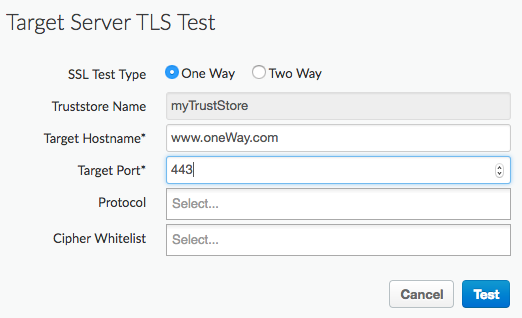 Target Server TLS Test
SSL Test Type One Way Two Way
Truststore Name myTrustStore
Target Hostname* www.oneWay.com
Target Port* 443
Protocol Select...
Cipher Whitelist Select...
Cancel Test